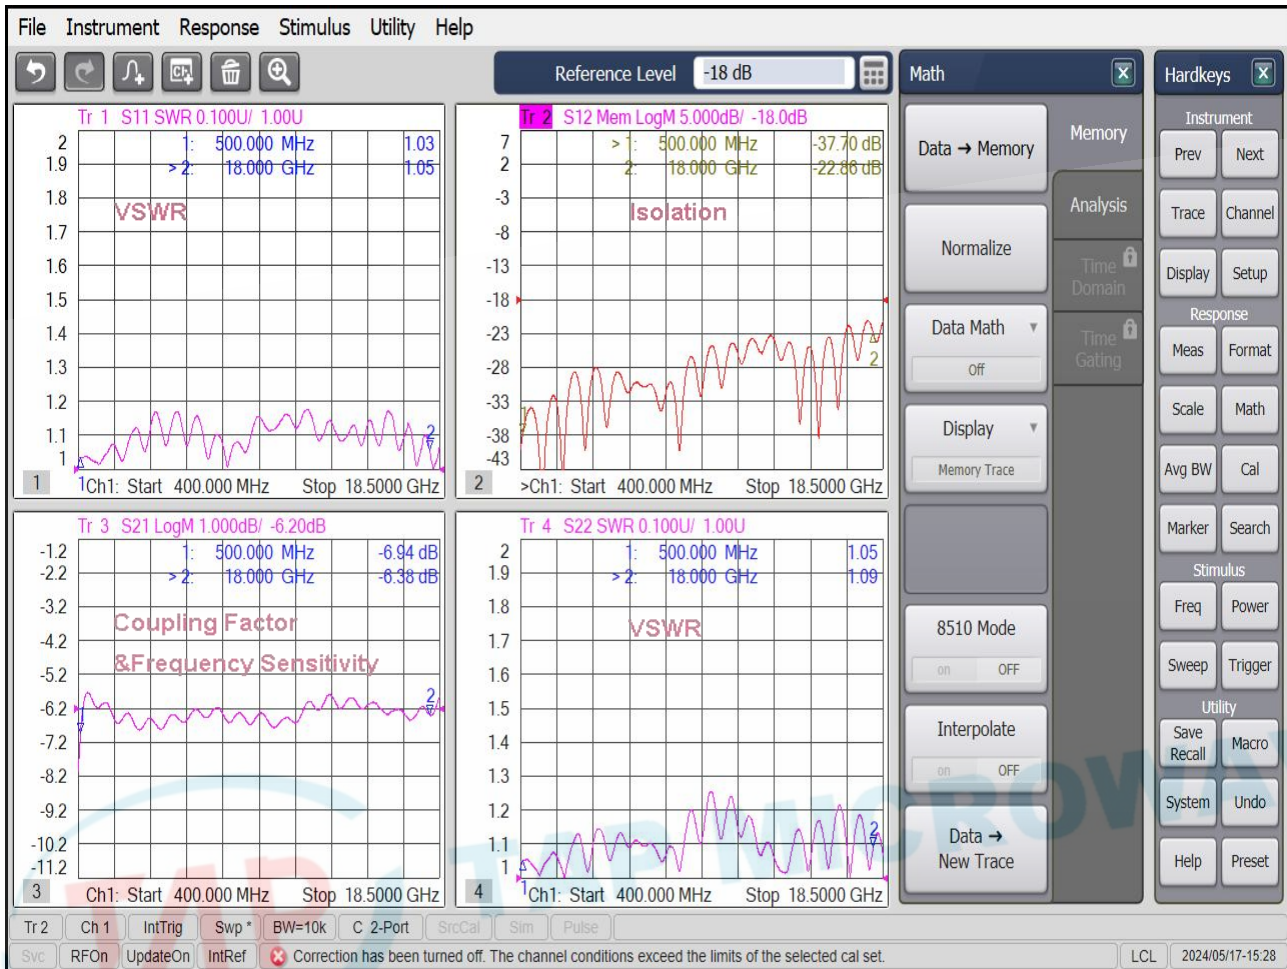 File Instrument Response Stimulus Utility Help
Reference Level -18 dB
Tr 1 S11 SWR 0.100U/ 1.00U
1: 500.000 MHz 1.03
> 2: 18.000 GHz 1.05
VSWR
2
1.9
1.8
1.7
1.6
1.5
1.4
1.3
1.2
1.1
1
2
1
1 Ch1: Start 400.000 MHz Stop 18.5000 GHz
Tr 2 S12 Mem LogM 5.000dB/ -18.0dB
> 1: 500.000 MHz -37.70 dB
2: 18.000 GHz -22.86 dB
Isolation
7
2
-3
-8
-13
-18
-23
-28
-33
-38
-43
1
2
2 >Ch1: Start 400.000 MHz Stop 18.5000 GHz
Tr 3 S21 LogM 1.000dB/ -6.20dB
1: 500.000 MHz -6.94 dB
> 2: 18.000 GHz -6.38 dB
Coupling Factor
&Frequency Sensitivity
-1.2
-2.2
-3.2
-4.2
-5.2
-6.2
-7.2
-8.2
-9.2
-10.2
-11.2
2
3 Ch1: Start 400.000 MHz Stop 18.5000 GHz
Tr 4 S22 SWR 0.100U/ 1.00U
1: 500.000 MHz 1.05
> 2: 18.000 GHz 1.09
VSWR
2
1.9
1.8
1.7
1.6
1.5
1.4
1.3
1.2
1.1
1
2
1
4 Ch1: Start 400.000 MHz Stop 18.5000 GHz
Math
Data → Memory
Normalize
Data Math
Off
Display
Memory Trace
8510 Mode
on OFF
Interpolate
on OFF
Data →
New Trace
Memory
Analysis
Time
Domain
Time
Gating
Hardkeys
Instrument
Prev Next
Trace Channel
Display Setup
Response
Meas Format
Scale Math
Avg BW Cal
Marker Search
Stimulus
Freq Power
Sweep Trigger
Utility
Save
Recall Macro
System Undo
Help Preset
Tr 2 Ch 1 IntTrig Swp * BW=10k C 2-Port SrcCal Sim Pulse
Svc RFOn UpdateOn IntRef Correction has been turned off. The channel conditions exceed the limits of the selected cal set. LCL 2024/05/17-15:28
TAP TAP MICROWAV